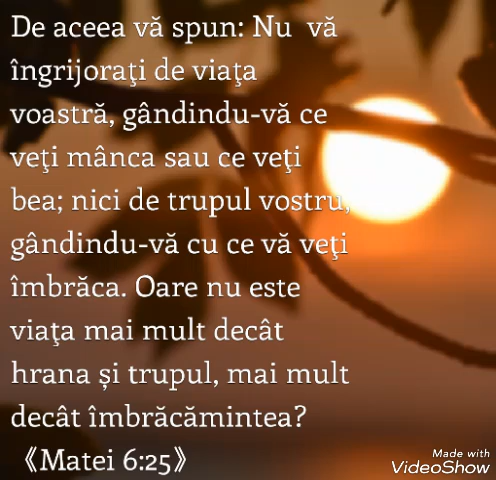 De aceea vă spun: Nu vă
îngrijoraţi de viaţa
voastră, gândindu-vă ce
veţi mânca sau ce veţi
bea; nici de trupul vostru,
gândindu-vă cu ce vă veţi
îmbrăca. Oare nu este
viaţa mai mult decât
hrana și trupul, mai mult
decât îmbrăcămintea?
《Matei 6:25》
Made with
VideoShow